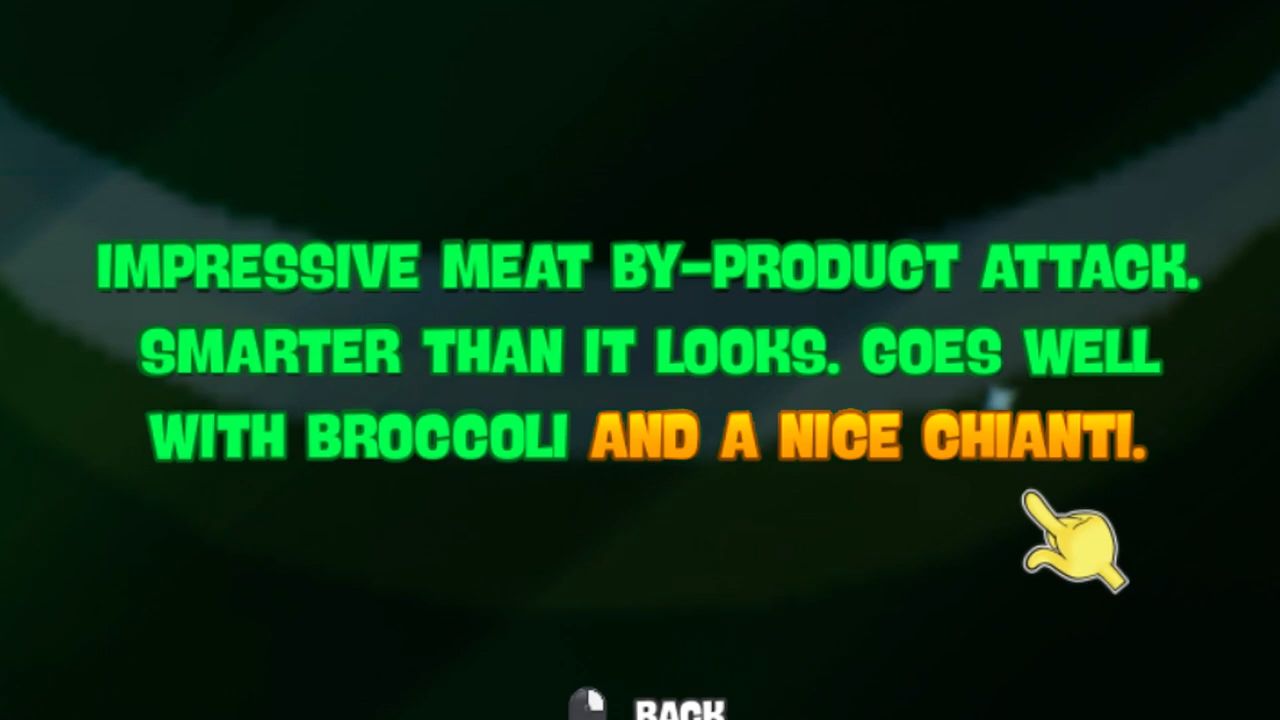 IMPRESSIVE MEAT BY-PRODUCT ATTACK.
SMARTER THAN IT LOOKS. GOES WELL
WITH BROCCOLI AND A NICE CHIANTI.
BACK